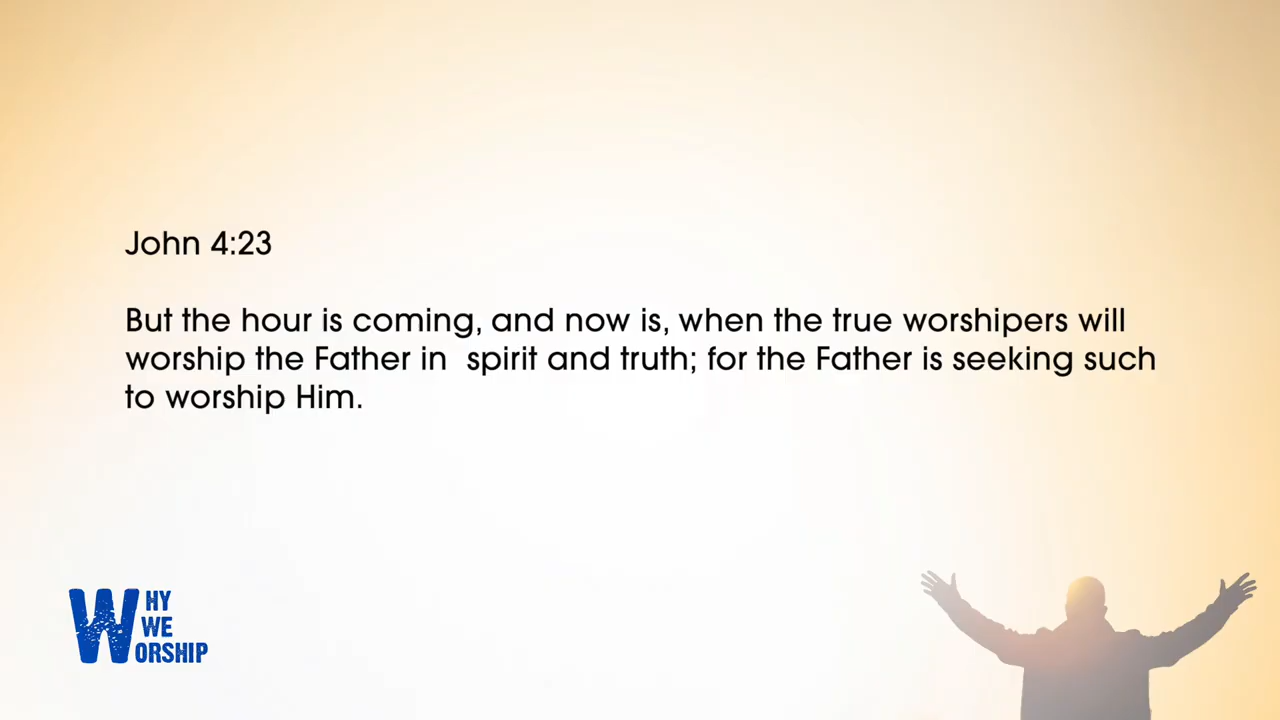 John 4:23
But the hour is coming, and now is, when the true worshipers will
worship the Father in  spirit and truth; for the Father is seeking such
to worship Him.
WHY
WE
WORSHIP